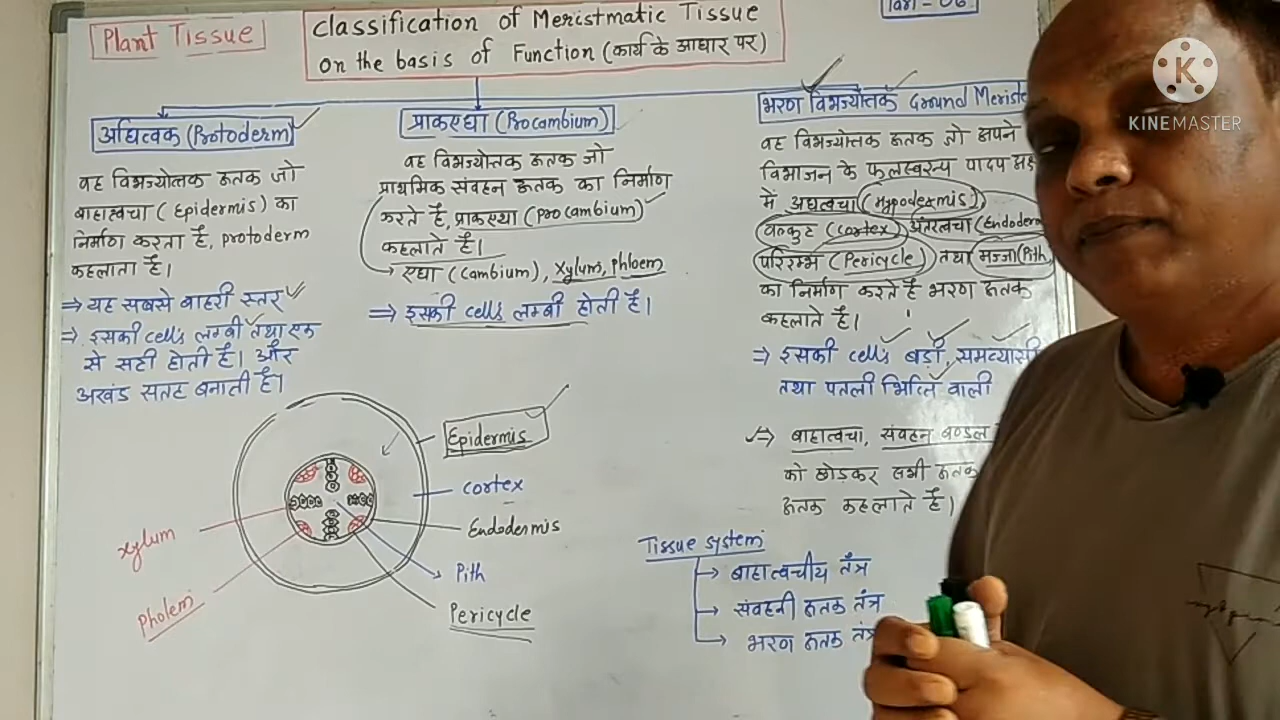 Plant Tissue
Classification of Meristmatic Tissue
on the basis of Function (कार्य के आधार पर)
KINEMASTER
अधित्वक (Protoderm)
वह विभज्योतक ऊतक जो
बाह्यत्वचा (Epidermis) का
निर्माण करता है, protoderm
कहलाता है।
⇒ यह सबसे बाहरी स्तर
⇒ इसकी cell's लम्बी तथा एक
से सटी होती है। और
अखंड सतह बनाती है।
प्राकएधा (Procambium)
वह विभज्योतक ऊतक जो
प्राथमिक संवहन ऊतक का निर्माण
करते है, प्राकएधा (procambium)
कहलाते है।
→ एधा (cambium), xylum, phloem
⇒ इसकी cell's लम्बी होती है।
भरण विभज्योतक Ground Meriste
वह विभज्योतक ऊतक जो अपने
विभाजन के फलस्वरूप पादप
में अधत्वचा (Hypodermis)
वल्कुट (cortex) अंतस्त्वचा (Endoderm
परिरम्भ (Pericycle) तथा मज्जा (Pith)
का निर्माण करते है भरण ऊतक
कहलाते है।
⇒ इसकी cell's बड़ी, समव्यासी
तथा पतली भित्ति वाली
⇒ बाह्यत्वचा, संवहन बण्डल
को छोड़कर सभी ऊतक
ऊतक कहलाते है।
Epidermis
cortex
Endodermis
Pith
Pericycle
xylum
Pholem
Tissue system
→ बाह्यत्वचीय तंत्र
→ संवहनी ऊतक तंत्र
→ भरण ऊतक तंत्र